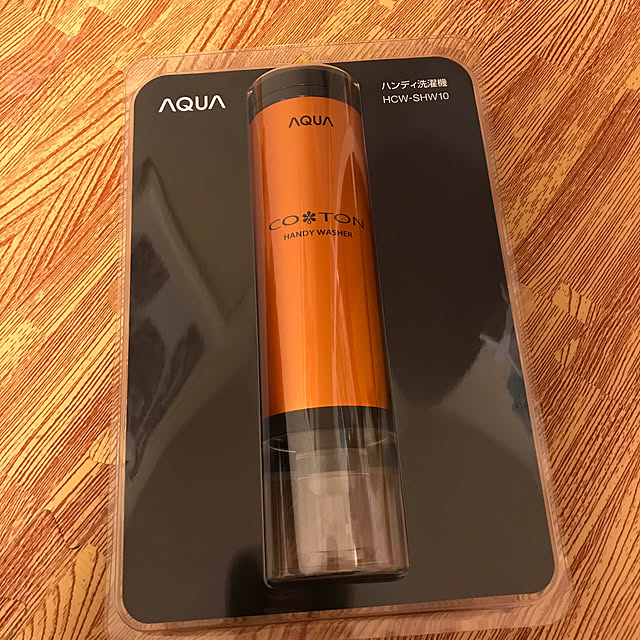 AQUA
ハンディ洗濯機
HCW-SHW10
AQUA
CO✽TON
HANDY WASHER